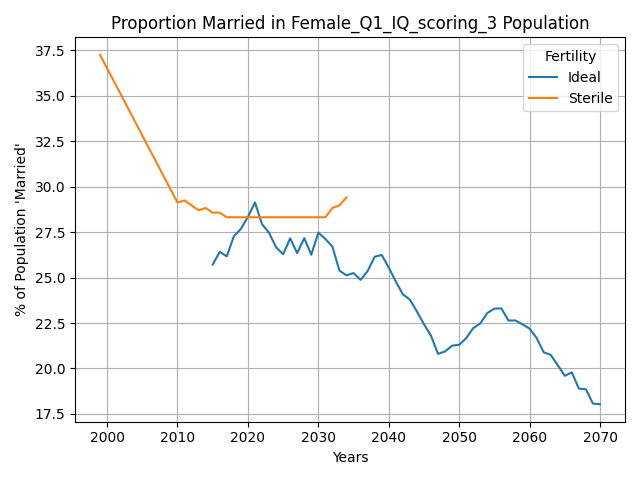 Proportion Married in Female_Q1_IQ_scoring_3 Population
% of Population 'Married'
37.5
35.0
32.5
30.0
27.5
25.0
22.5
20.0
17.5
Fertility
Ideal
Sterile
2000 2010 2020 2030 2040 2050 2060 2070
Years